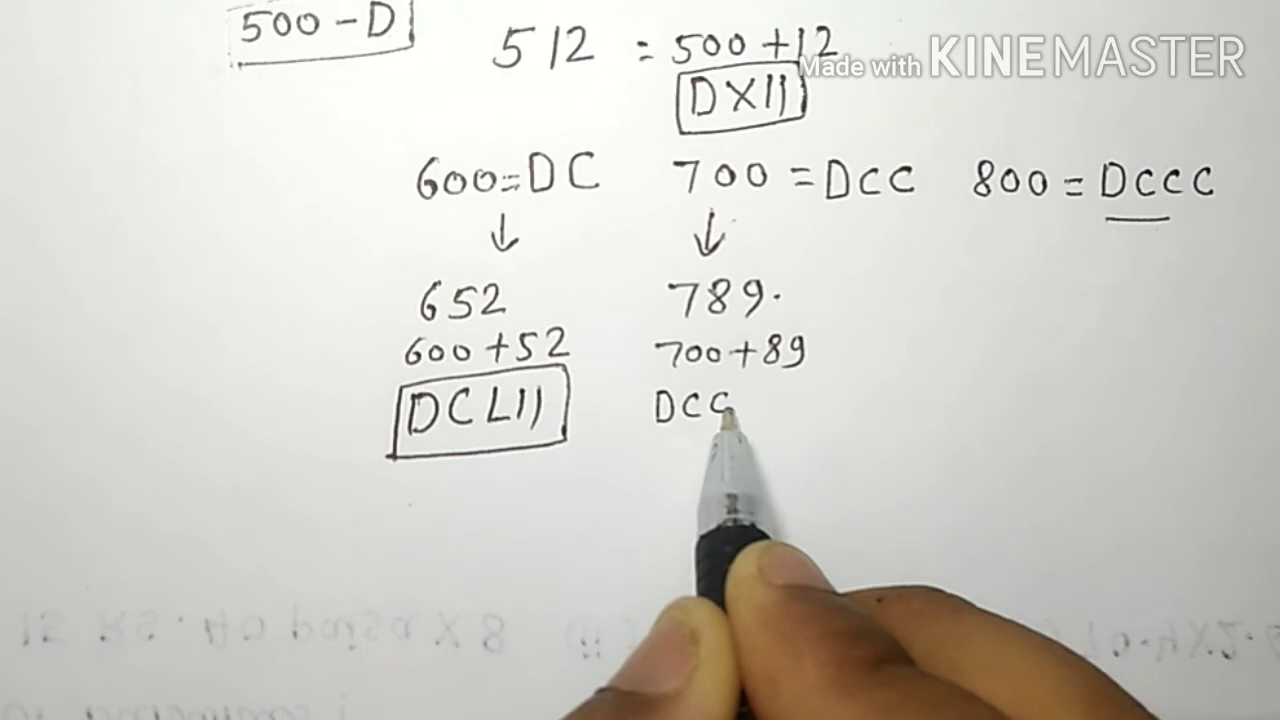 500 - D
512 = 500 + 12
Made with KINEMASTER
DXII
600 = DC 700 = DCC 800 = DCCC
↓ ↓
652 789.
600 + 52 700 + 89
DCLII DCC